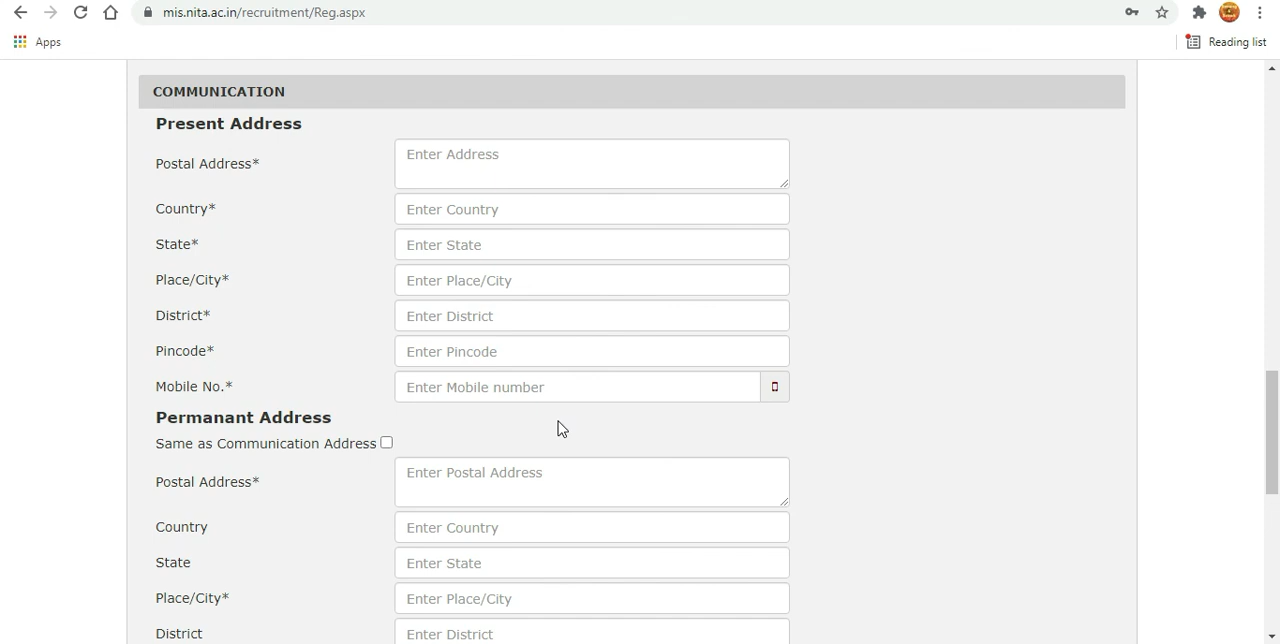 mis.nita.ac.in/recruitment/Reg.aspx
Apps
Reading list
COMMUNICATION
Present Address
Postal Address*
Enter Address
Country*
Enter Country
State*
Enter State
Place/City*
Enter Place/City
District*
Enter District
Pincode*
Enter Pincode
Mobile No.*
Enter Mobile number
Permanant Address
Same as Communication Address
Postal Address*
Enter Postal Address
Country
Enter Country
State
Enter State
Place/City*
Enter Place/City
District
Enter District